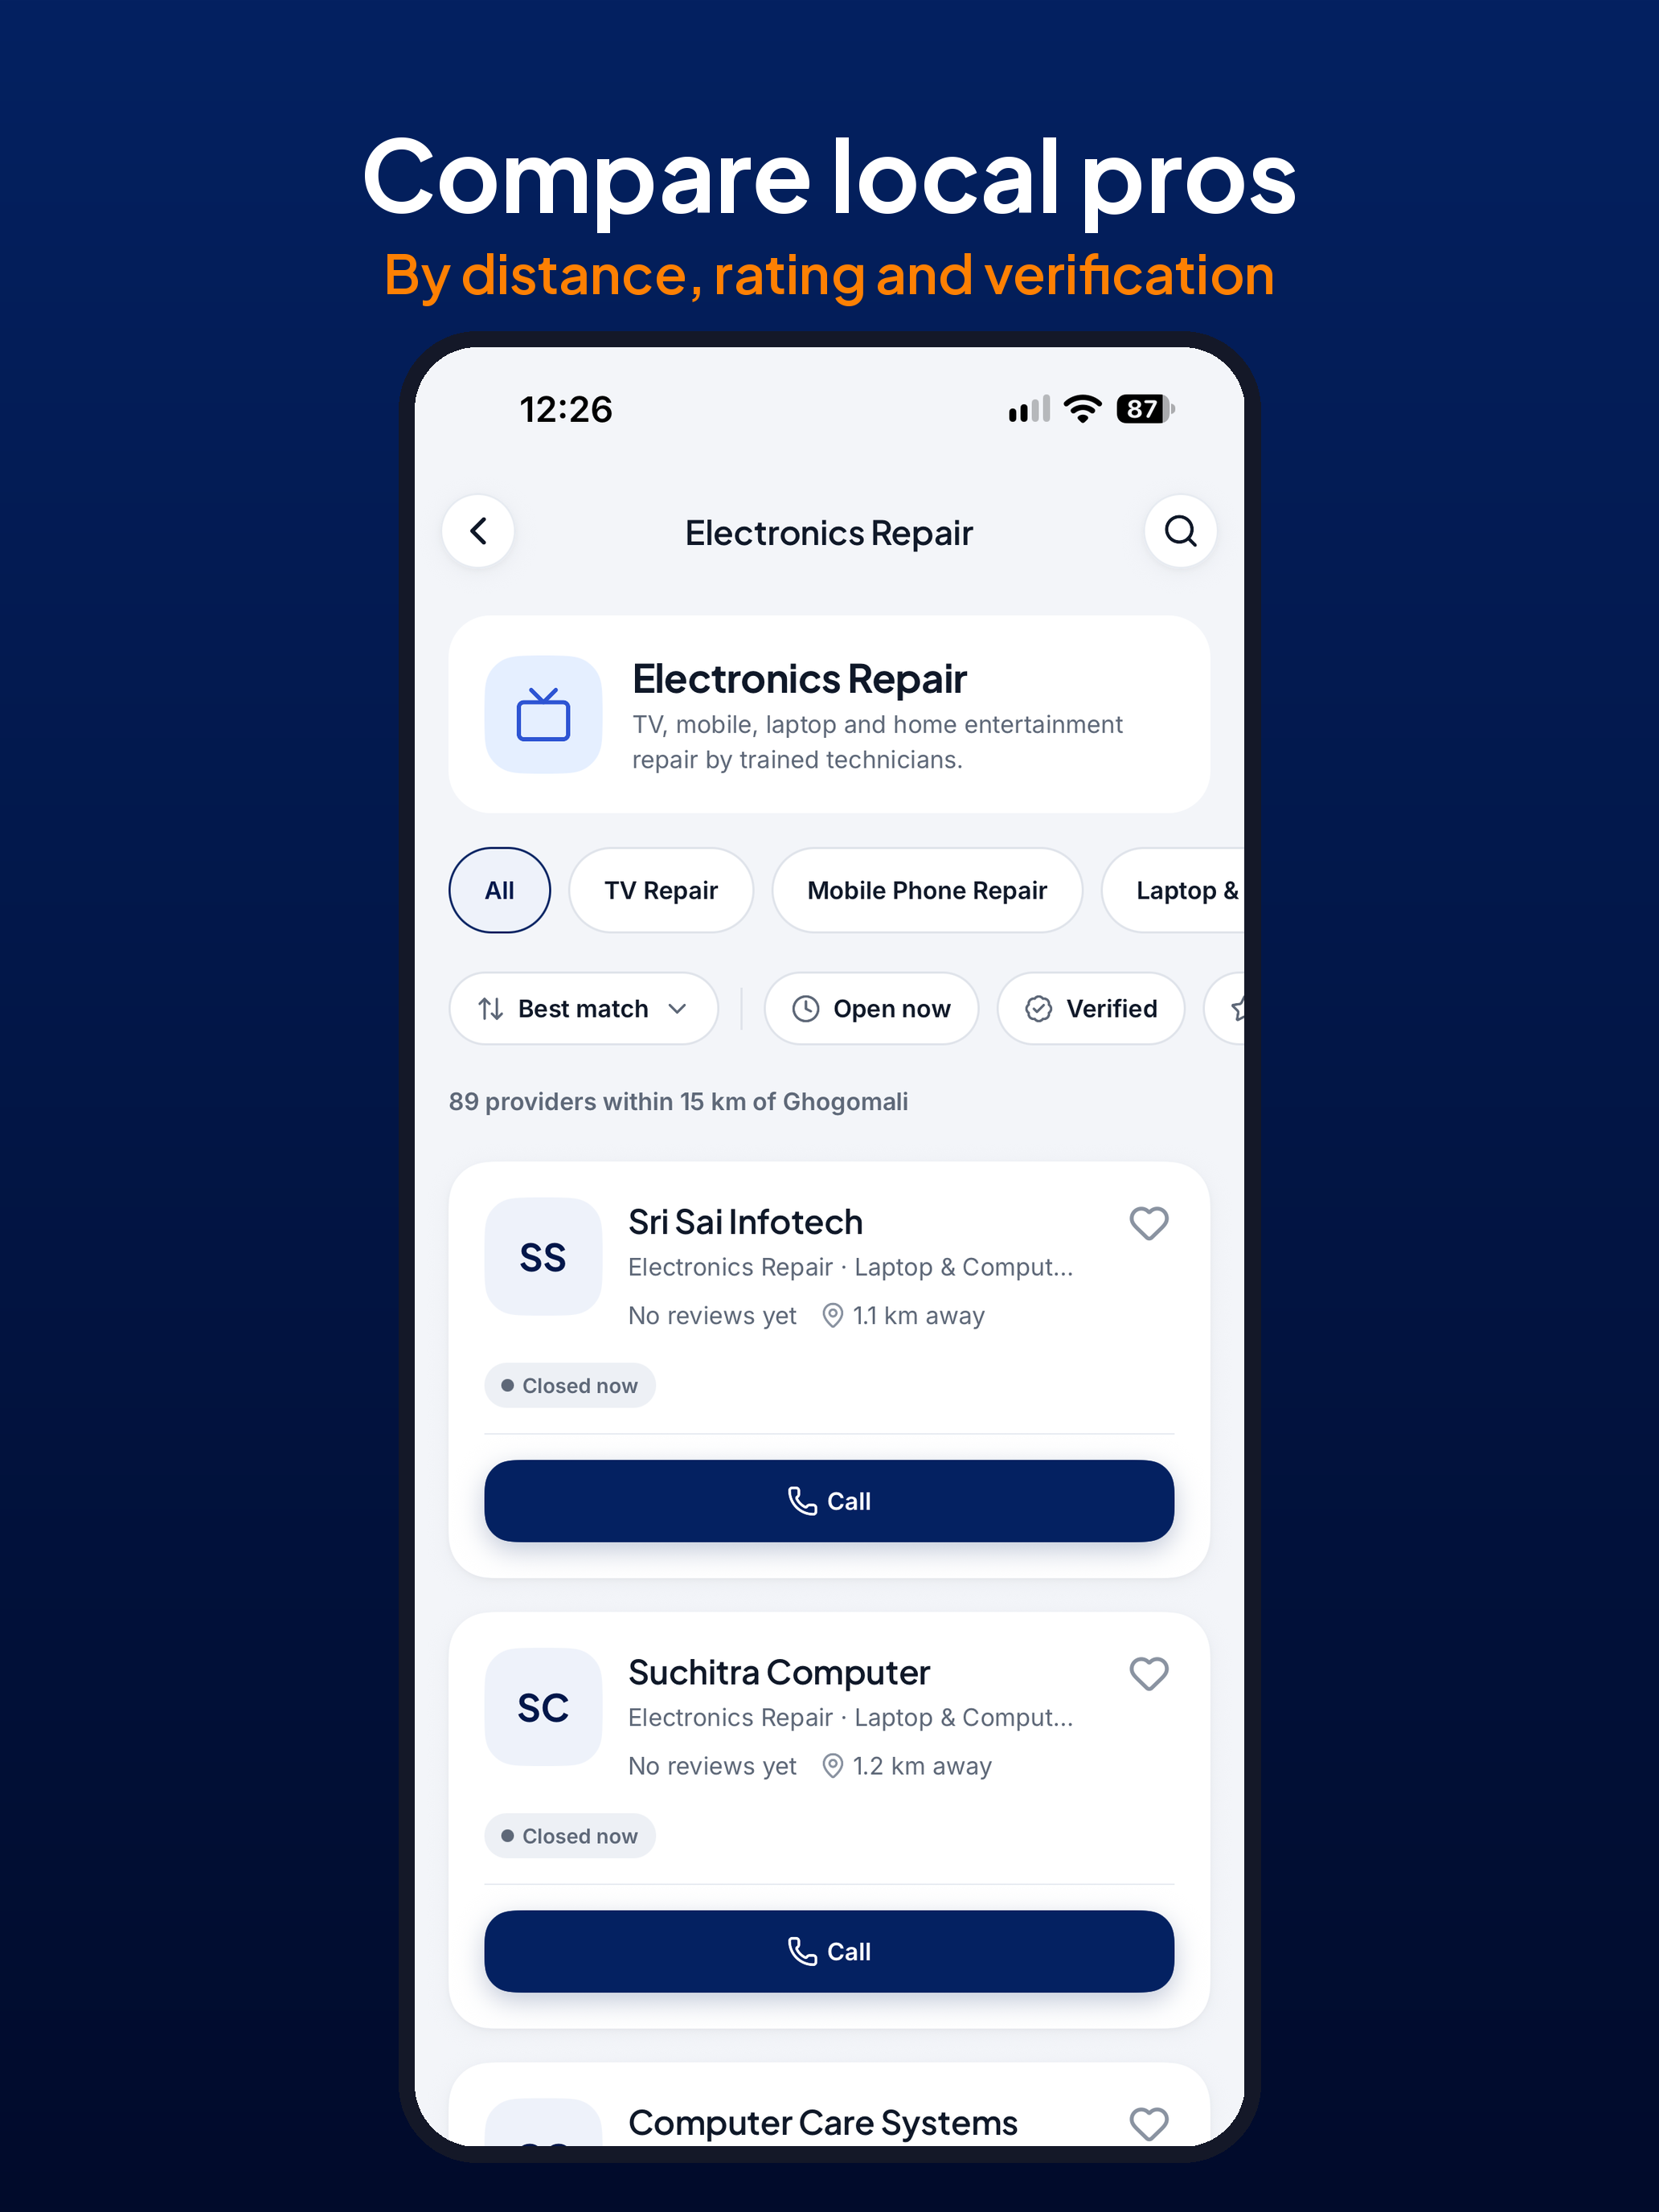 Compare local pros
By distance, rating and verification
12:26
87
Electronics Repair
Electronics Repair
TV, mobile, laptop and home entertainment
repair by trained technicians.
All
TV Repair
Mobile Phone Repair
Laptop &
Best match
Open now
Verified
89 providers within 15 km of Ghogomali
SS
Sri Sai Infotech
Electronics Repair · Laptop & Comput...
No reviews yet
1.1 km away
Closed now
Call
SC
Suchitra Computer
Electronics Repair · Laptop & Comput...
No reviews yet
1.2 km away
Closed now
Call
Computer Care Systems